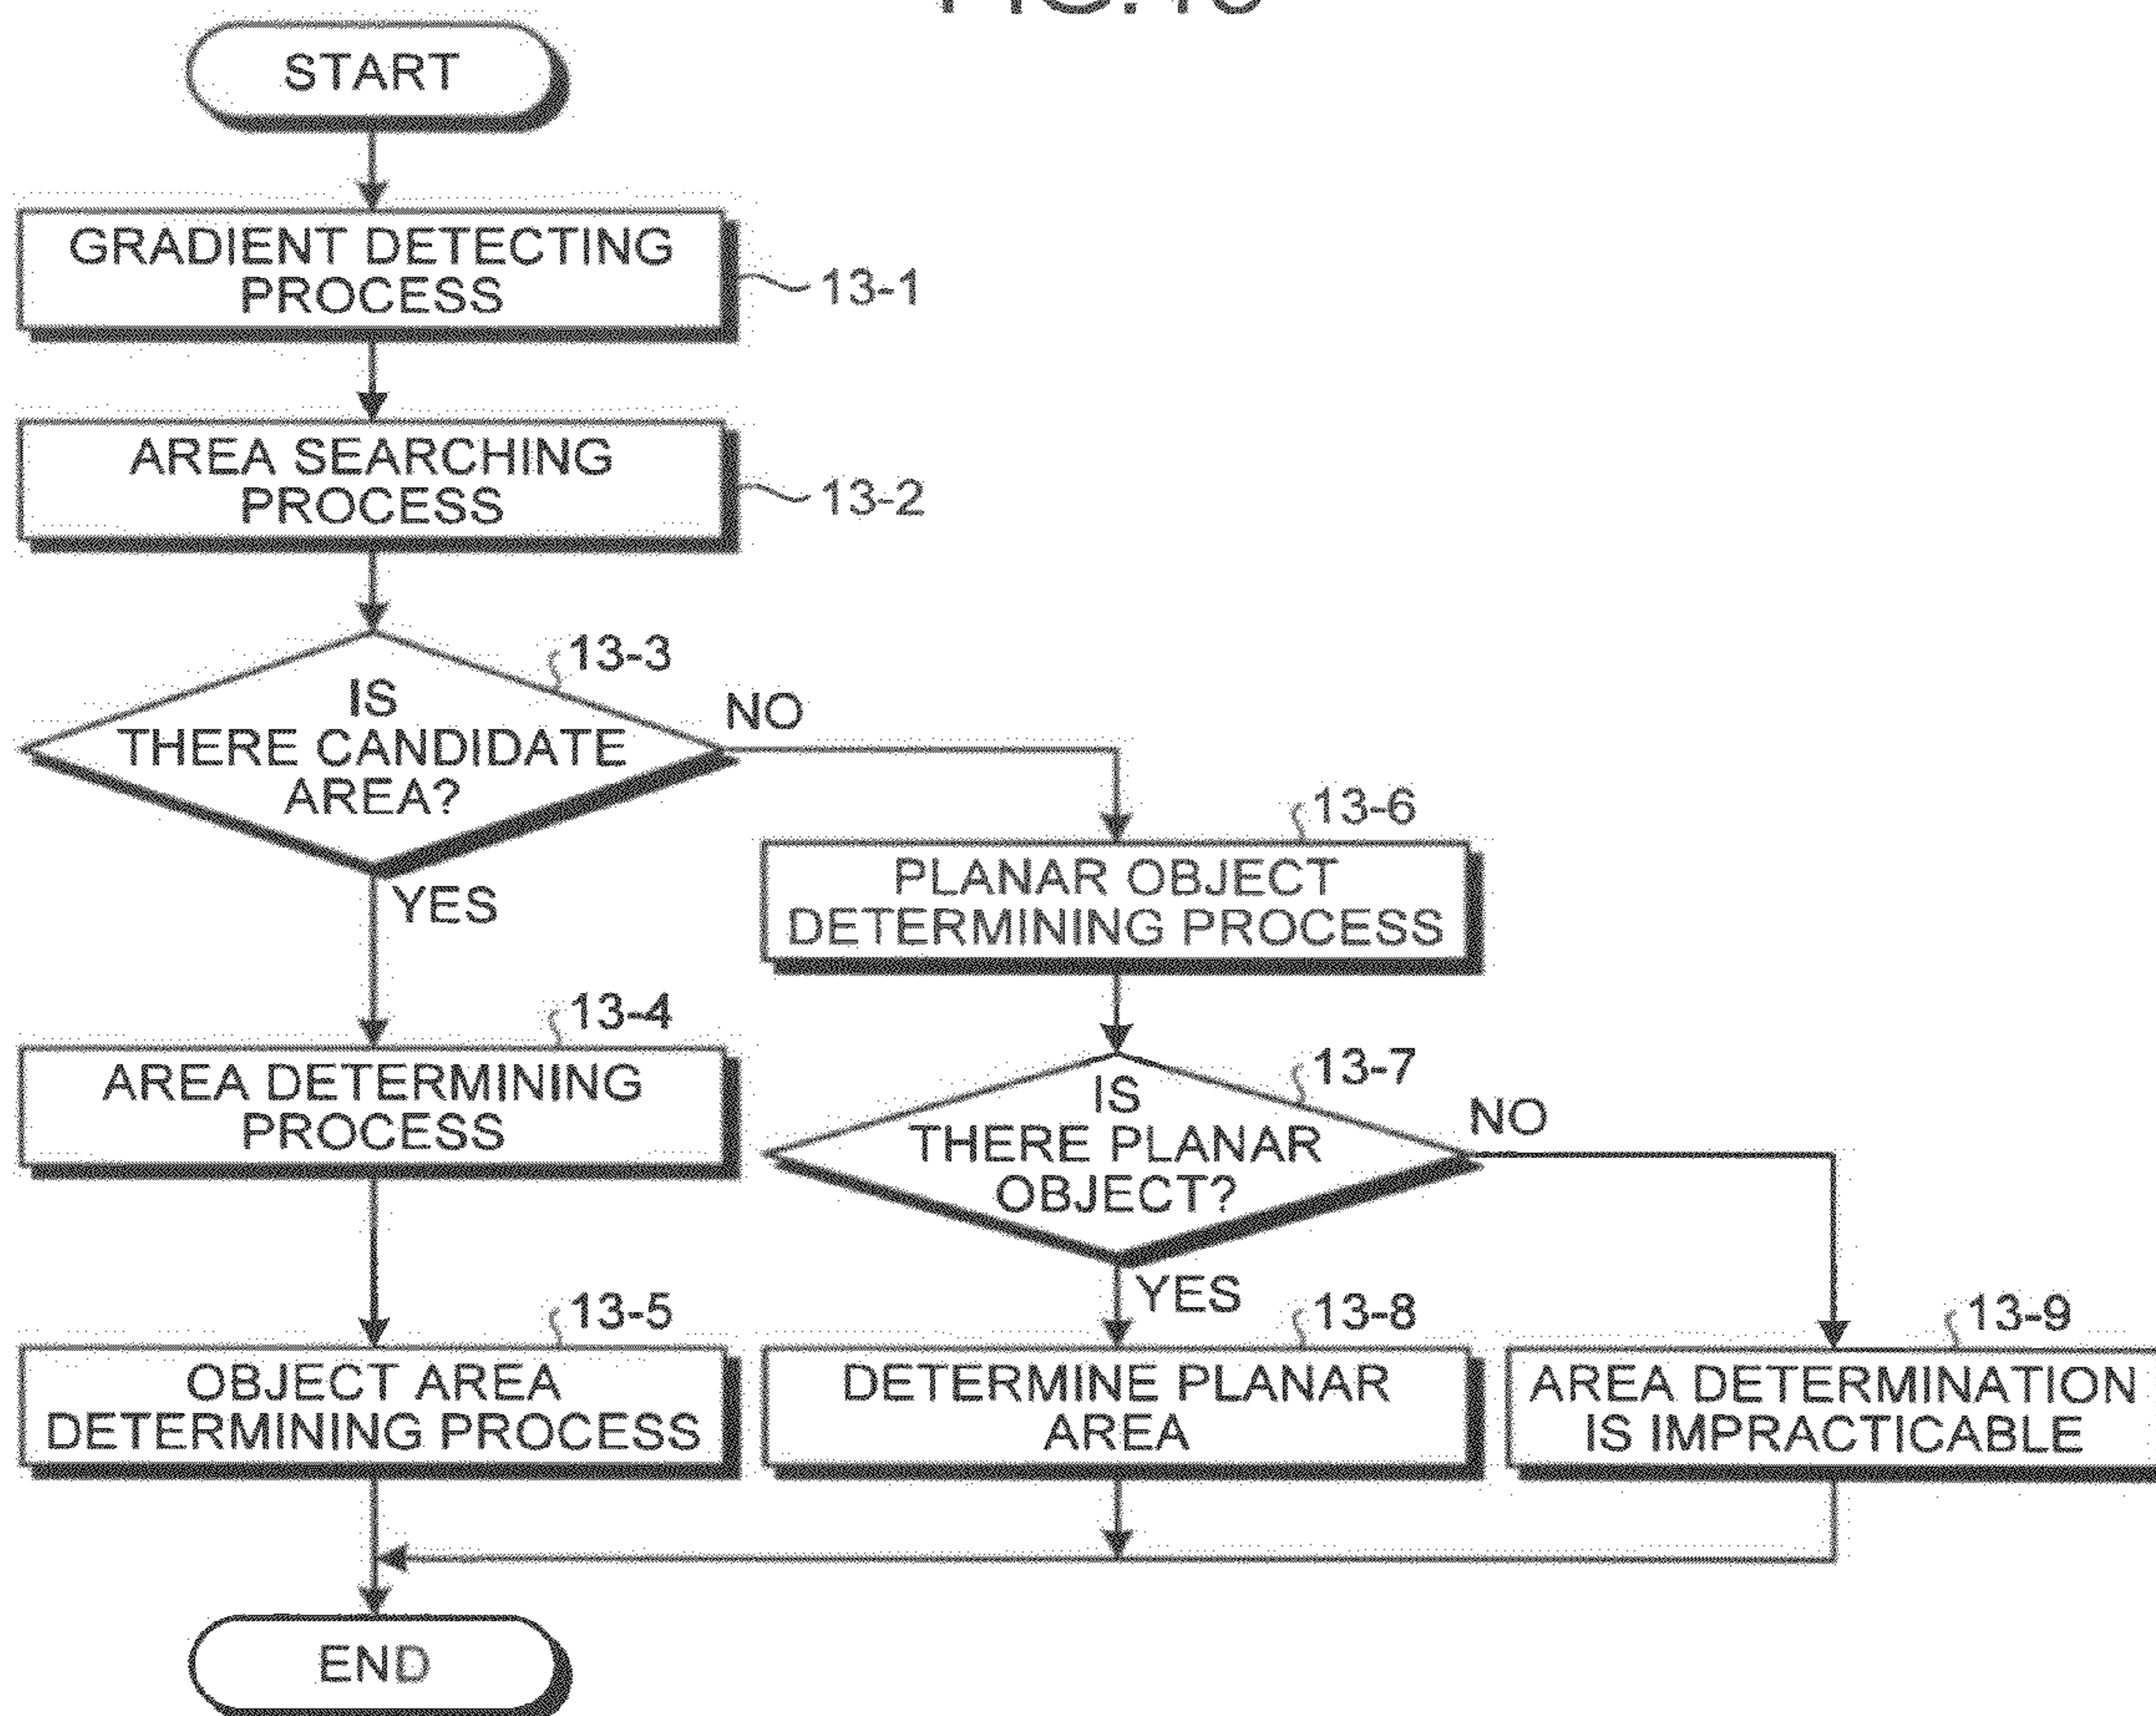 START
GRADIENT DETECTING
PROCESS
13-1
AREA SEARCHING
PROCESS
13-2
13-3
IS
THERE CANDIDATE
AREA?
NO
YES
13-6
PLANAR OBJECT
DETERMINING PROCESS
13-4
AREA DETERMINING
PROCESS
13-7
IS
THERE PLANAR
OBJECT?
NO
YES
13-5
OBJECT AREA
DETERMINING PROCESS
13-8
DETERMINE PLANAR
AREA
13-9
AREA DETERMINATION
IS IMPRACTICABLE
END